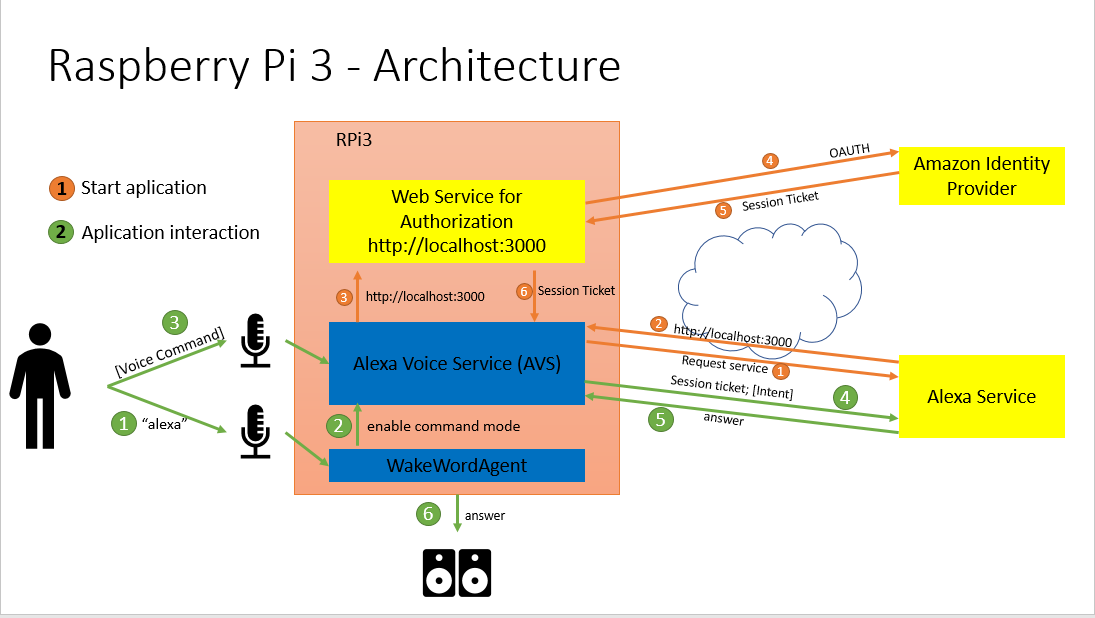 Raspberry Pi 3 - Architecture
RPi3
1 Start aplication
2 Aplication interaction
Web Service for
Authorization
http://localhost:3000
4
OAUTH
5
Session Ticket
Amazon Identity
Provider
3
http://localhost:3000
6
Session Ticket
3
[Voice Command]
1
"alexa"
Alexa Voice Service (AVS)
2
http://localhost:3000
Request service
1
Session ticket; [Intent]
4
5
answer
Alexa Service
2
enable command mode
WakeWordAgent
6
answer